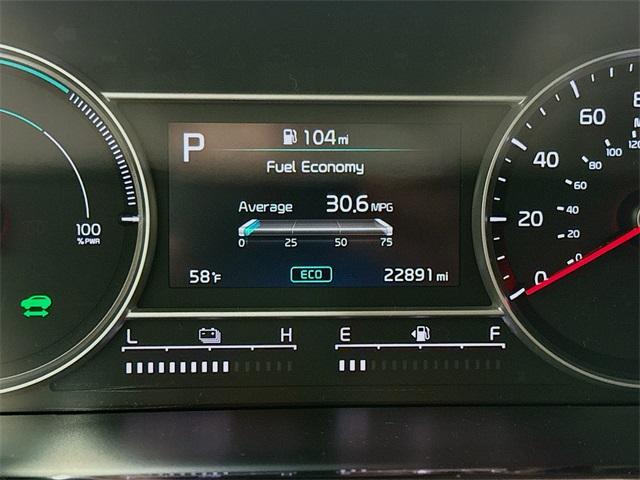 P 104 mi
Fuel Economy
Average 30.6 MPG
0 25 50 75
58°F ECO 22891 mi
100
% PWR
L H
E F
0 20 40 60
0 20 40 60 80 100 120